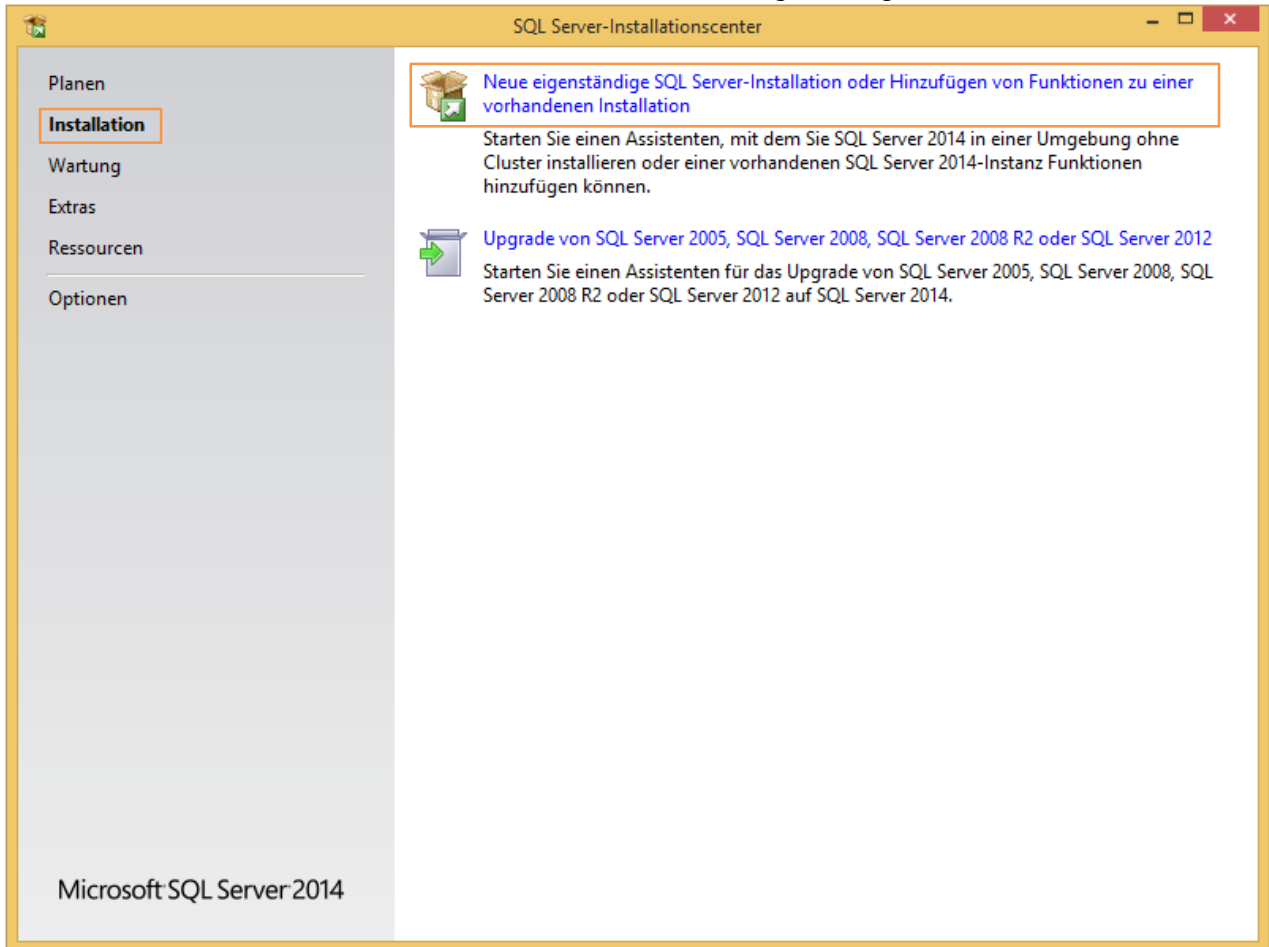 SQL Server-Installationscenter
Planen
Installation
Wartung
Extras
Ressourcen
Optionen
Neue eigenständige SQL Server-Installation oder Hinzufügen von Funktionen zu einer
vorhandenen Installation
Starten Sie einen Assistenten, mit dem Sie SQL Server 2014 in einer Umgebung ohne
Cluster installieren oder einer vorhandenen SQL Server 2014-Instanz Funktionen
hinzufügen können.
Upgrade von SQL Server 2005, SQL Server 2008, SQL Server 2008 R2 oder SQL Server 2012
Starten Sie einen Assistenten für das Upgrade von SQL Server 2005, SQL Server 2008, SQL
Server 2008 R2 oder SQL Server 2012 auf SQL Server 2014.
Microsoft SQL Server 2014